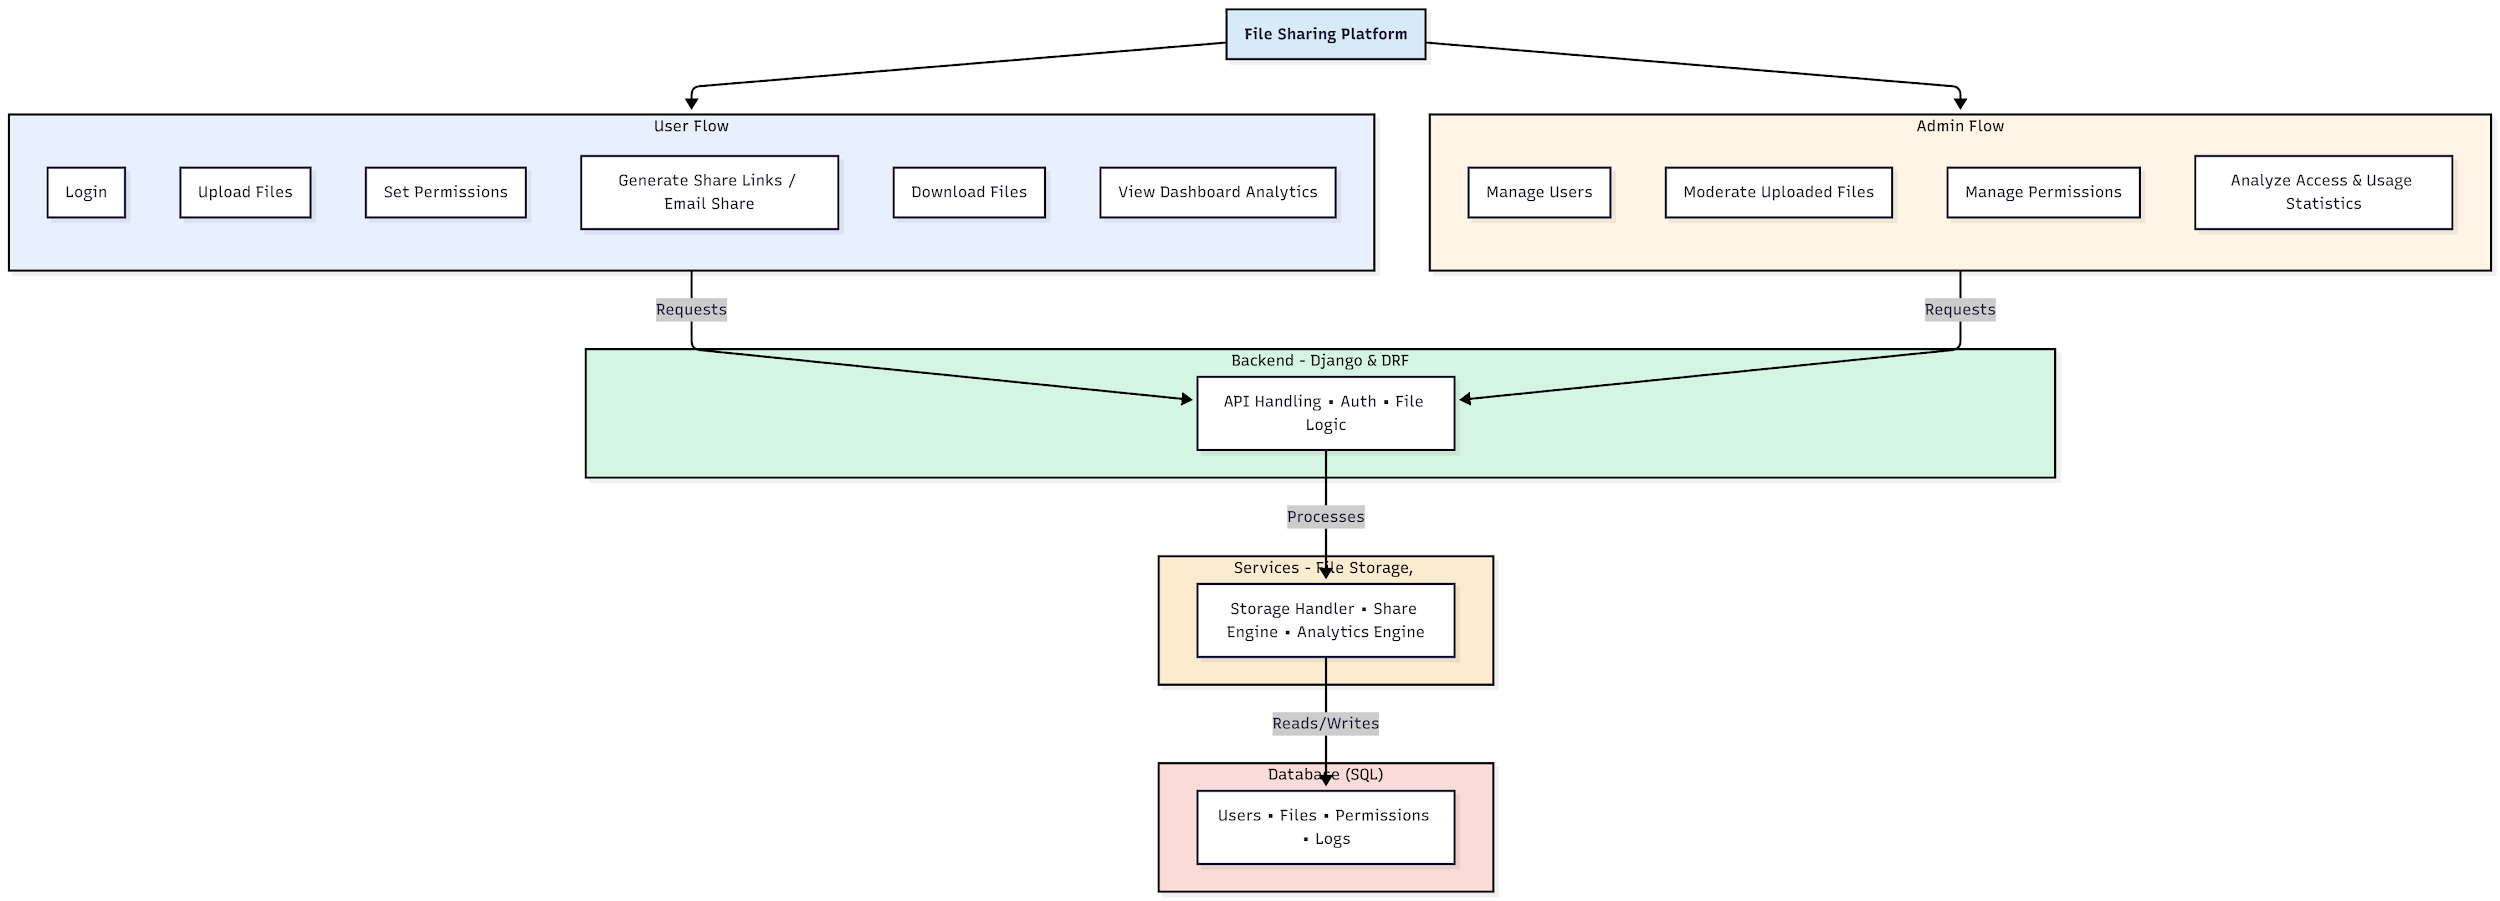 File Sharing Platform
User Flow
Login
Upload Files
Set Permissions
Generate Share Links /
Email Share
Download Files
View Dashboard Analytics
Admin Flow
Manage Users
Moderate Uploaded Files
Manage Permissions
Analyze Access & Usage
Statistics
Requests
Requests
Backend - Django & DRF
API Handling ▪ Auth ▪ File
Logic
Processes
Services - File Storage,
Storage Handler ▪ Share
Engine ▪ Analytics Engine
Reads/Writes
Database (SQL)
Users ▪ Files ▪ Permissions
▪ Logs